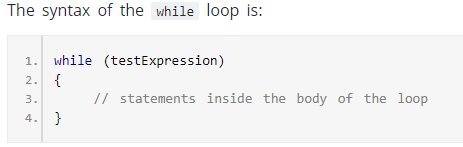 The syntax of the while loop is:
1. while (testExpression)
2. {
3. // statements inside the body of the loop
4. }